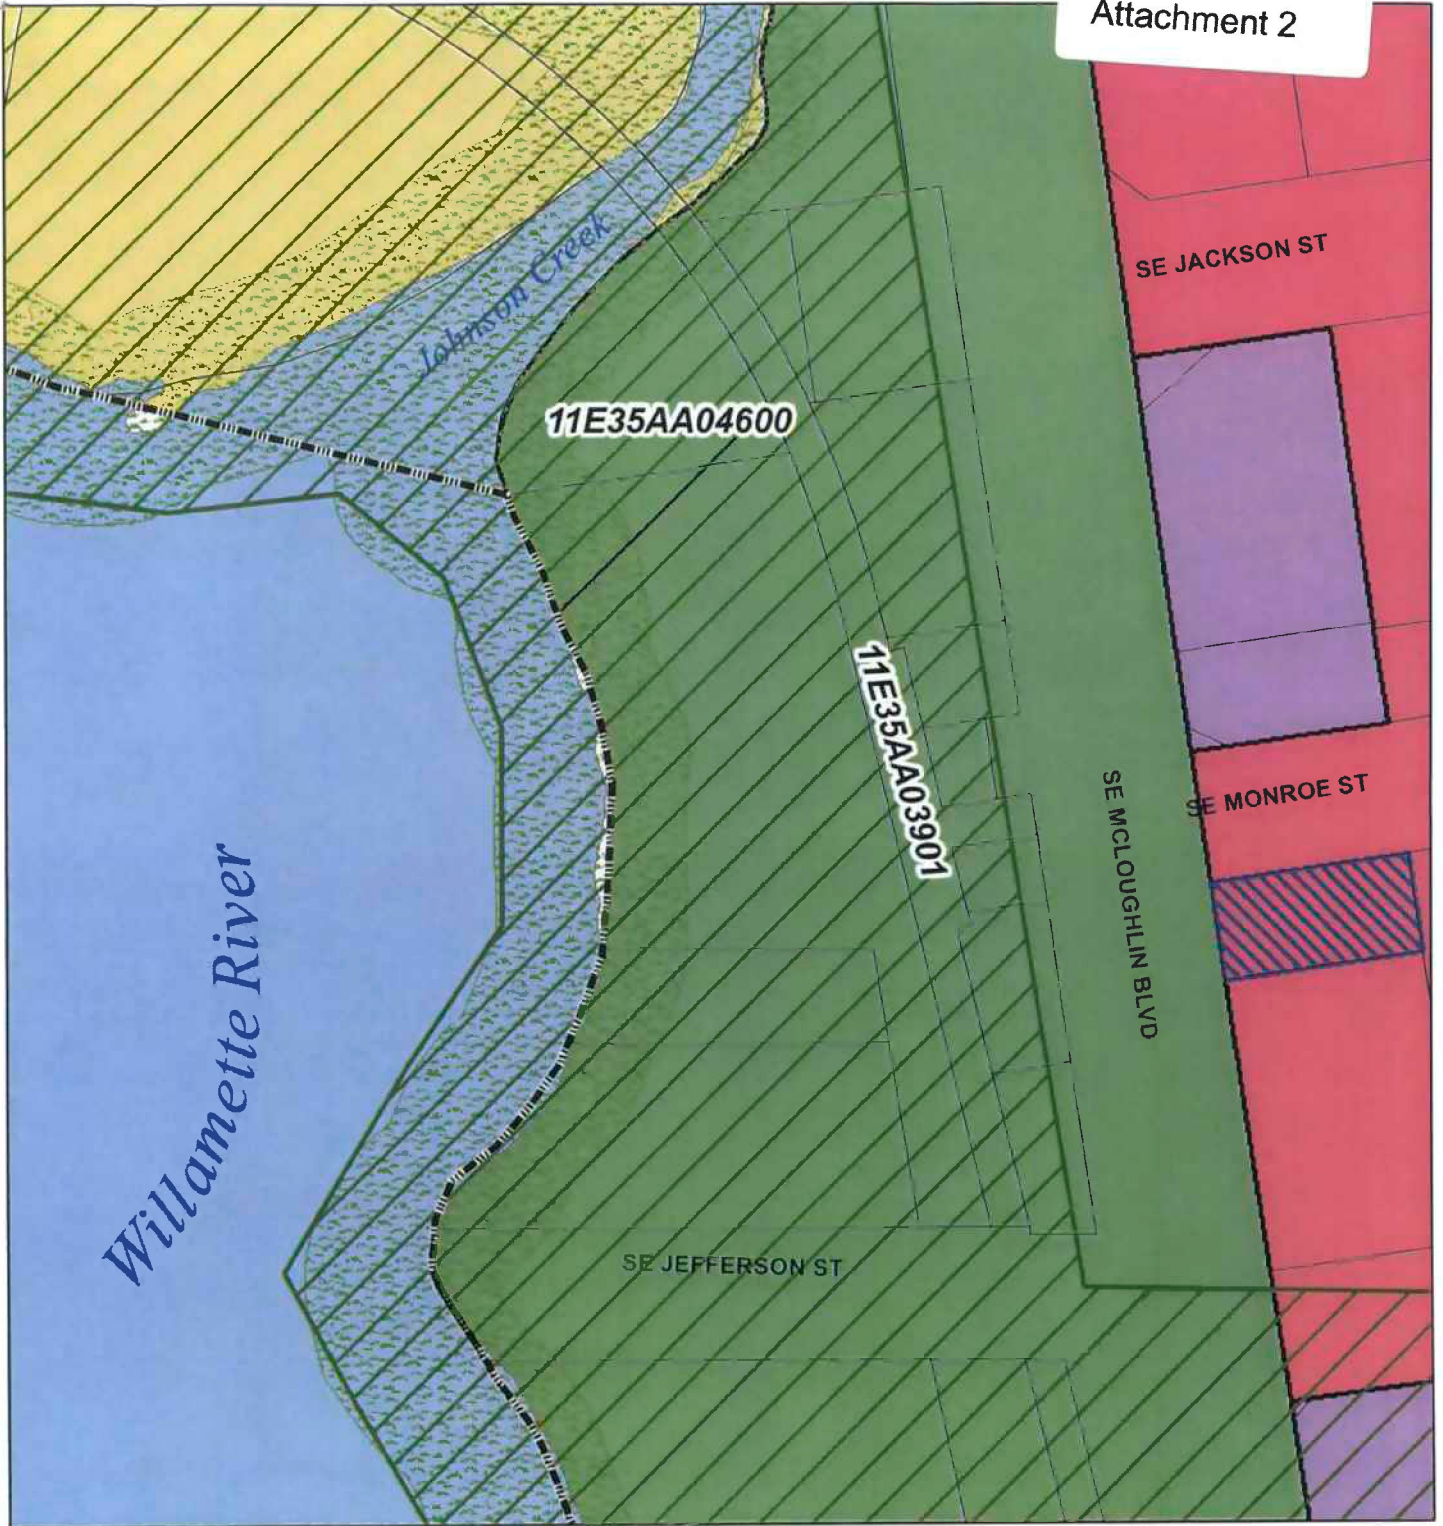 Attachment 2
SE JACKSON ST
Johnson Creek
11E35AA04600
11E35AA03901
SE MONROE ST
SE MCLOUGHLIN BLVD
Willamette River
SE JEFFERSON ST